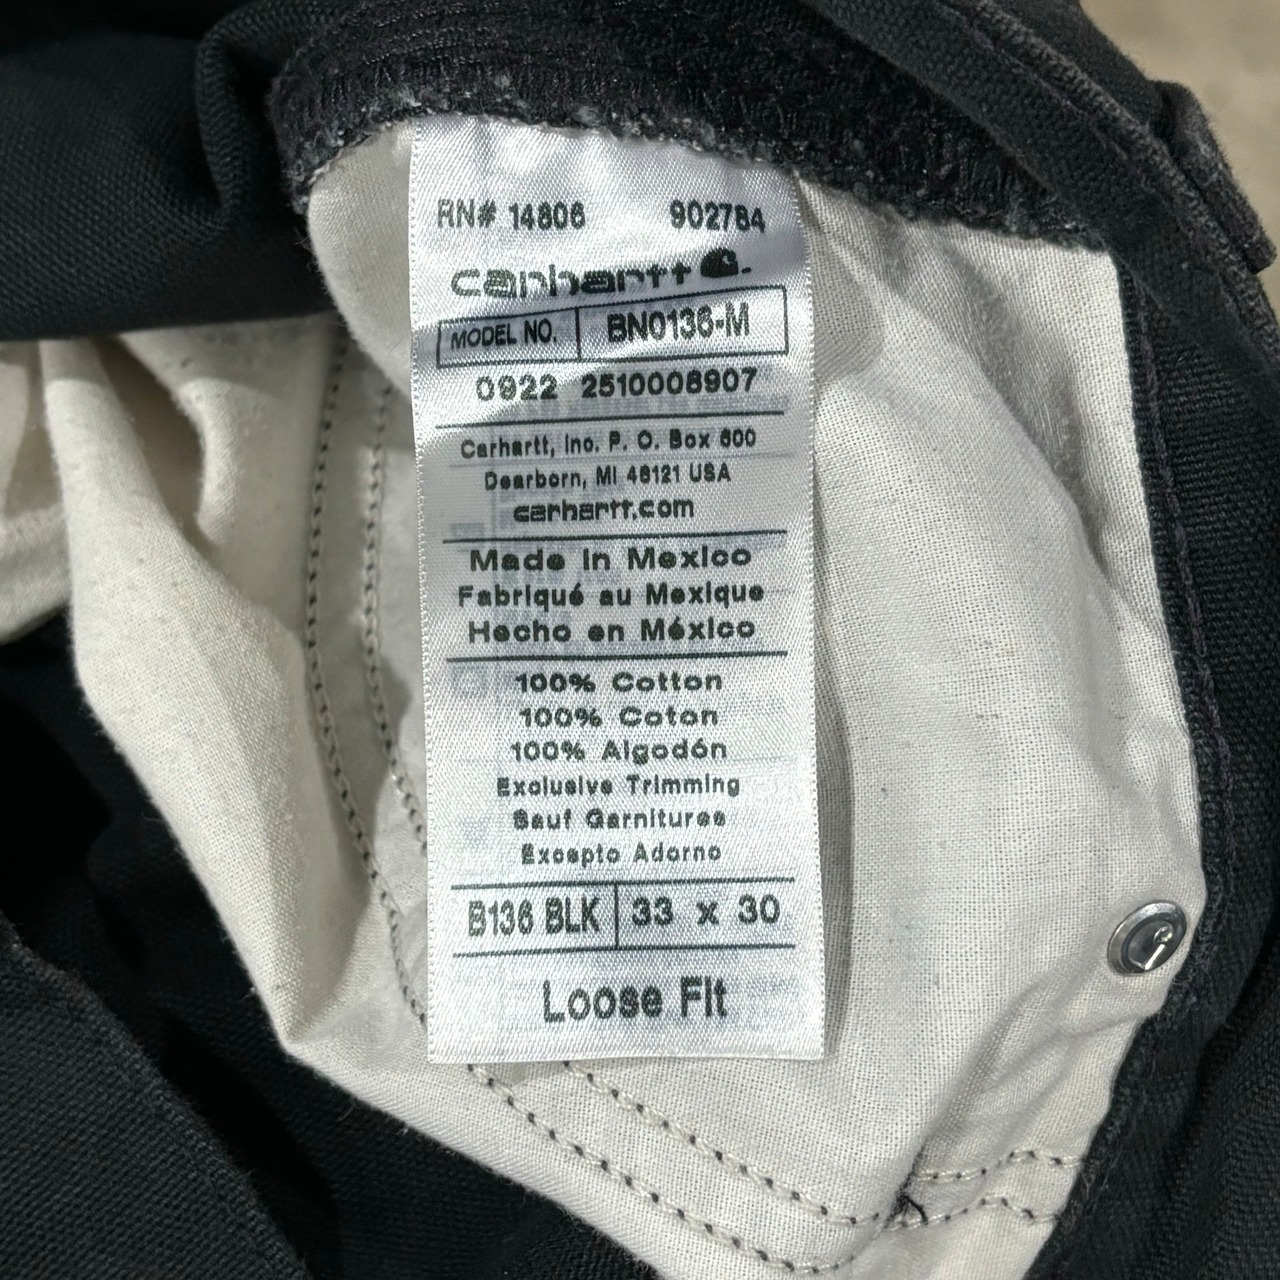 RN# 14806 902784
carhartt
MODEL NO. BN0136-M
0922 2510008907
Carhartt, Inc. P. O. Box 600
Dearborn, MI 48121 USA
carhartt.com
Made in Mexico
Fabriqué au Mexique
Hecho en México
100% Cotton
100% Coton
100% Algodón
Exclusive Trimming
Sauf Garnitures
Excepto Adorno
B136 BLK 33 x 30
Loose Fit